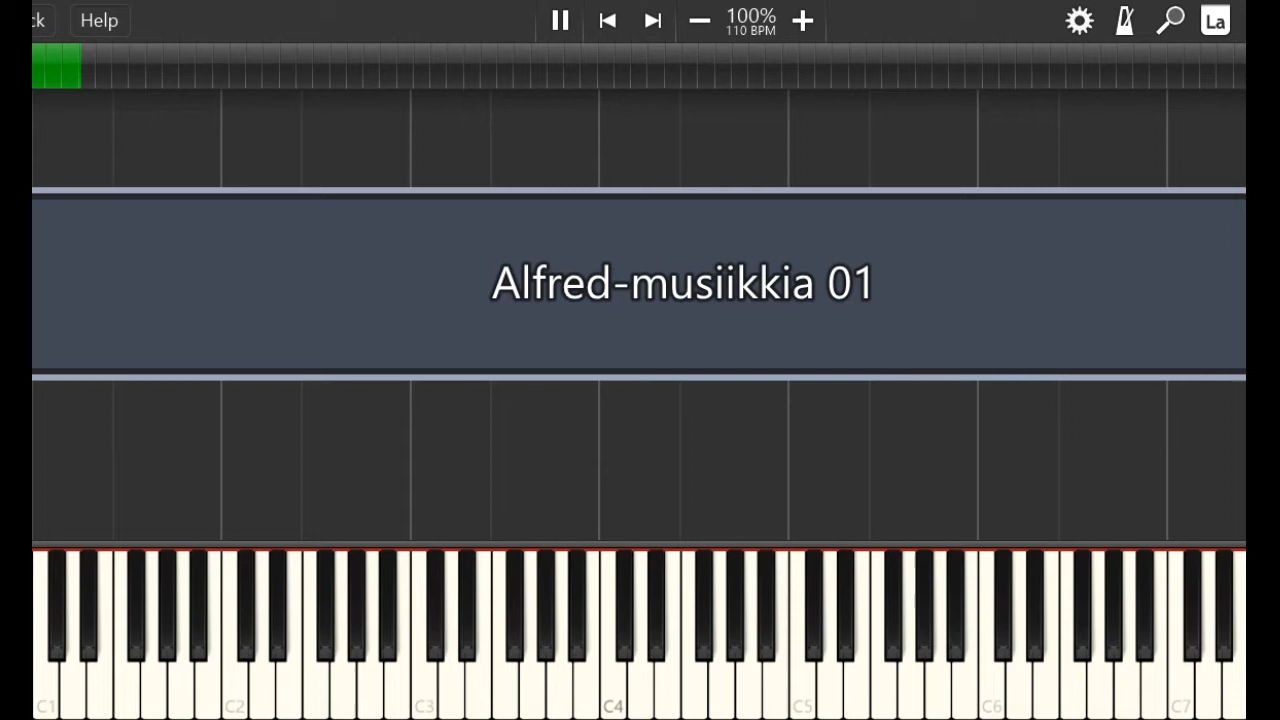 ck Help
100%
110 BPM
La
Alfred-musiikkia 01
C1 C2 C3 C4 C5 C6 C7